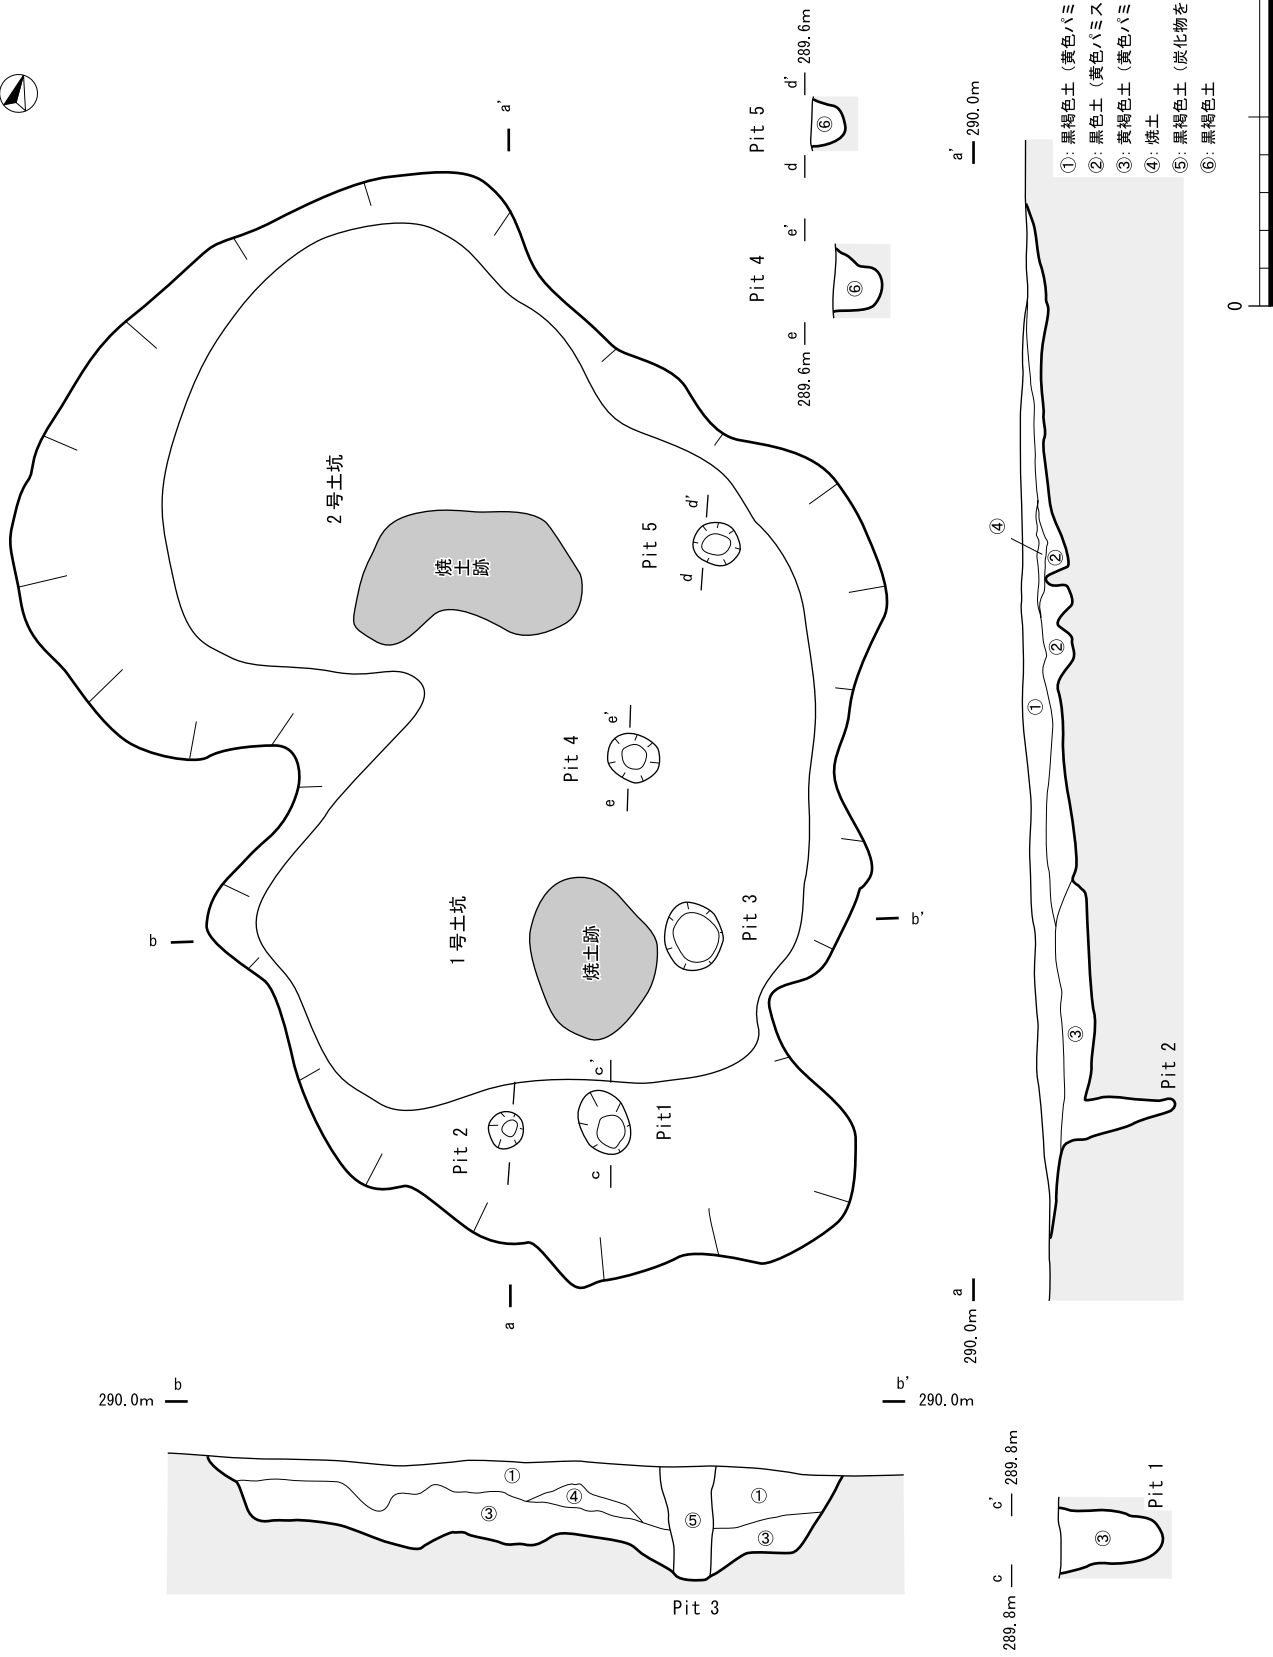 a'
Pit 5
d
d'
289.6m
⑥
Pit 4
e
e'
289.6m
⑥
a'
290.0m
①: 黒褐色土（黄色パミ
②: 黒色土（黄色パミス
③: 黄褐色土（黄色パミ
④: 焼土
⑤: 黒褐色土（炭化物を
⑥: 黒褐色土
0
2号土坑
焼土跡
Pit 5
d
d'
Pit 4
e
e'
1号土坑
焼土跡
Pit 3
b
b'
Pit 2
Pit1
c
c'
a
④
②
②
①
③
Pit 2
a
290.0m
290.0m
b
b'
290.0m
①
④
③
⑤
①
③
Pit 3
289.8m
c
c'
289.8m
③
Pit 1